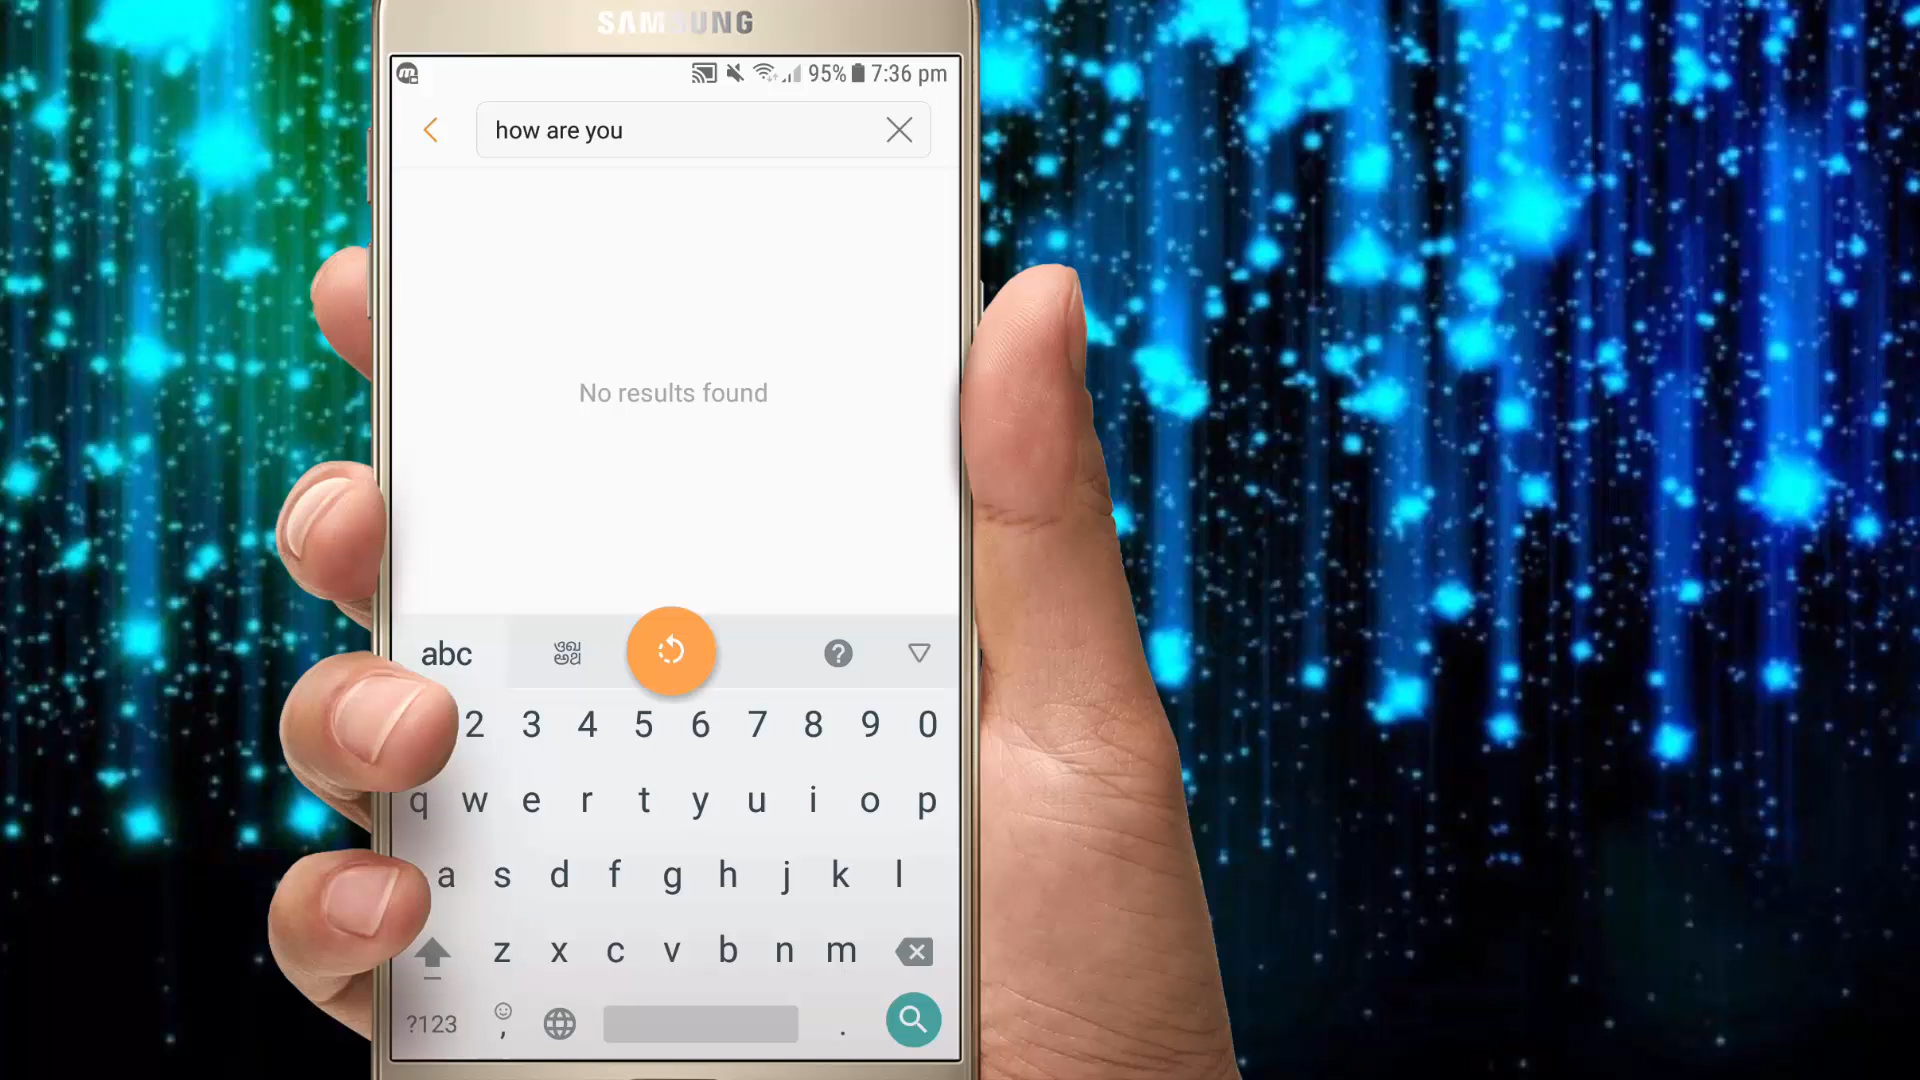 SAMSUNG
95% 7:36 pm
how are you
No results found
abc
2 3 4 5 6 7 8 9 0
q w e r t y u i o p
a s d f g h j k l
z x c v b n m
?123 , .